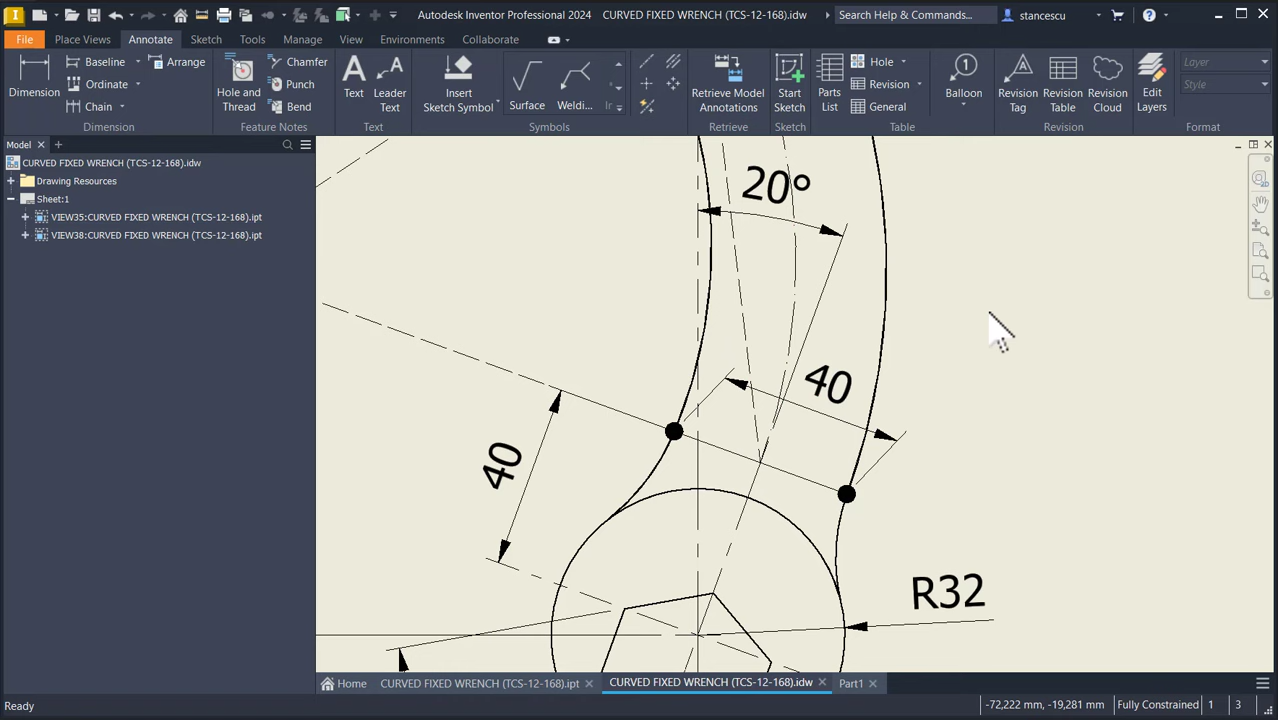 Autodesk Inventor Professional 2024 CURVED FIXED WRENCH (TCS-12-168).idw Search Help & Commands... stancescu
File Place Views Annotate Sketch Tools Manage View Environments Collaborate
Dimension
Baseline
Ordinate
Chain
Arrange
Dimension
Hole and Thread
Chamfer
Punch
Bend
Feature Notes
Text
Leader Text
Text
Insert Sketch Symbol
Surface
Weldi...
Symbols
Retrieve Model Annotations
Retrieve
Start Sketch
Sketch
Parts List
Hole
Revision
General
Table
Balloon
Revision Tag
Revision Table
Revision Cloud
Revision
Edit Layers
Layer
Style
Format
Model
CURVED FIXED WRENCH (TCS-12-168).idw
Drawing Resources
Sheet:1
VIEW35:CURVED FIXED WRENCH (TCS-12-168).ipt
VIEW38:CURVED FIXED WRENCH (TCS-12-168).ipt
20°
40
40
R32
Home CURVED FIXED WRENCH (TCS-12-168).ipt CURVED FIXED WRENCH (TCS-12-168).idw Part1
Ready -72,222 mm, -19,281 mm Fully Constrained 1 3